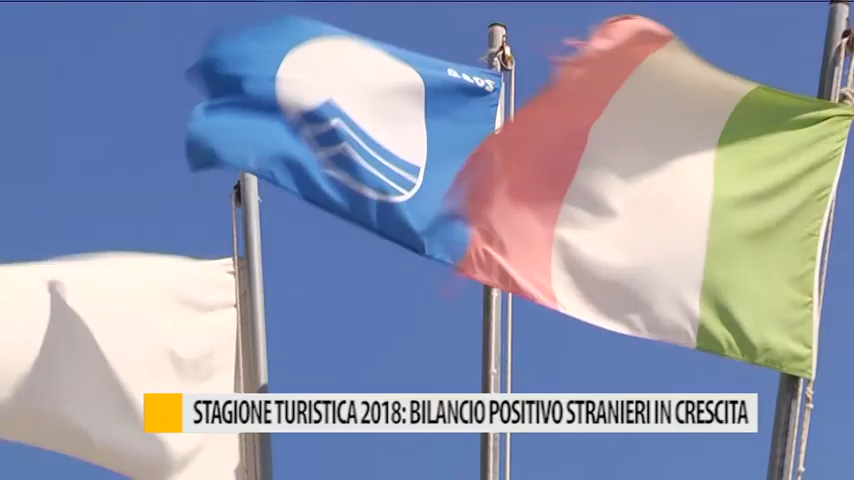 STAGIONE TURISTICA 2018: BILANCIO POSITIVO STRANIERI IN CRESCITA